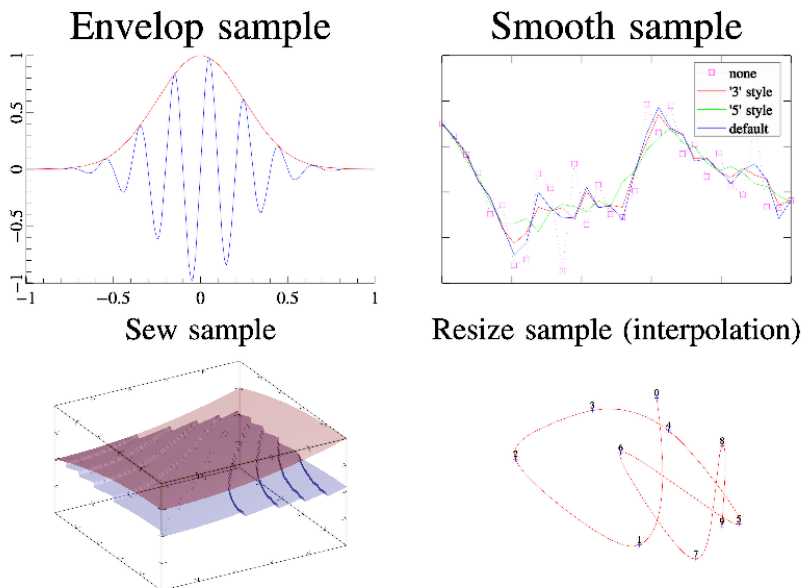 Envelop sample
Smooth sample
1
0.5
0
−0.5
−1
−1
−0.5
0
0.5
1
none
'3' style
'5' style
default
Sew sample
Resize sample (interpolation)
0
3
4
8
6
2
5
9
1
7